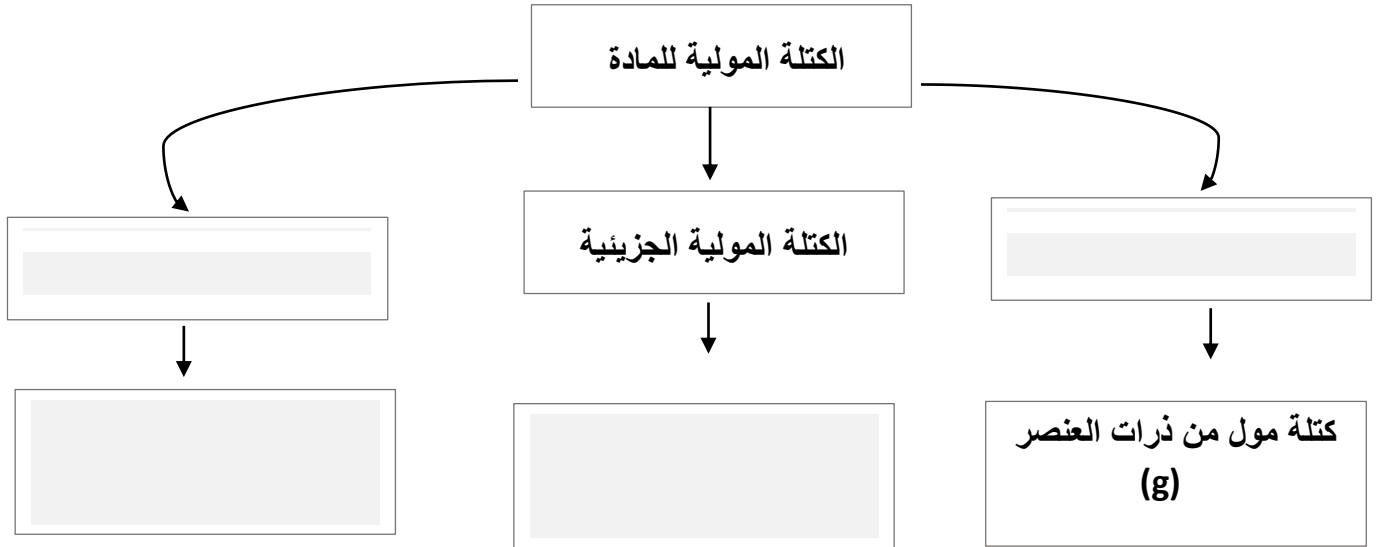 الكتلة المولية للمادة
الكتلة المولية الجزيئية
كتلة مول من ذرات العنصر
(g)